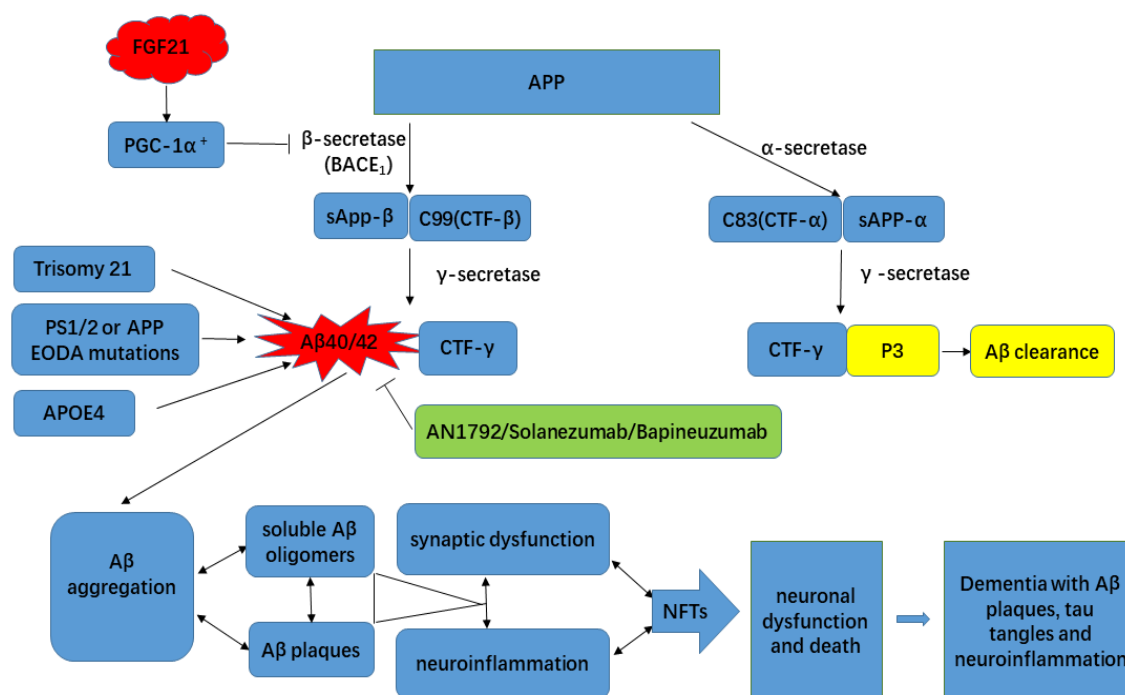 FGF21
APP
PGC-1α⁺
β-secretase
(BACE₁)
α-secretase
sApp-β
C99(CTF-β)
C83(CTF-α)
sAPP-α
γ-secretase
γ -secretase
Trisomy 21
PS1/2 or APP
EODA mutations
APOE4
Aβ40/42
CTF-γ
CTF-γ
P3
Aβ clearance
AN1792/Solanezumab/Bapineuzumab
Aβ
aggregation
soluble Aβ
oligomers
Aβ plaques
synaptic dysfunction
neuroinflammation
NFTs
neuronal
dysfunction
and death
Dementia with Aβ
plaques, tau
tangles and
neuroinflammation